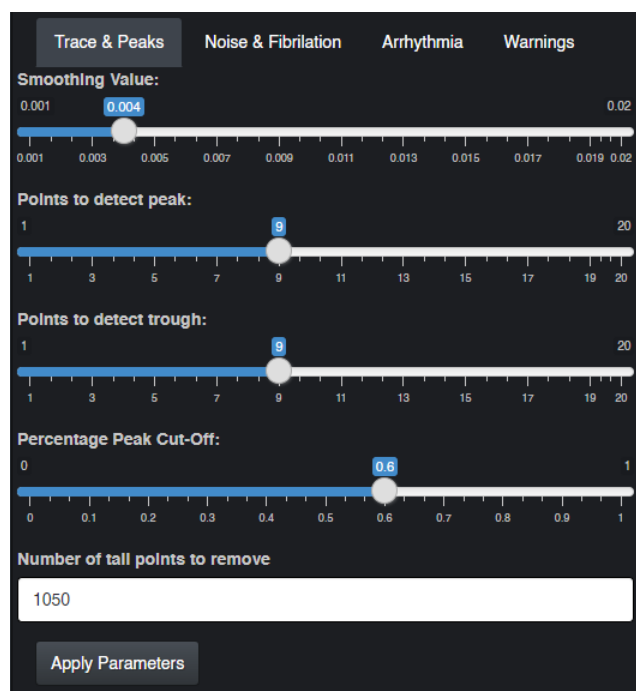 Trace & Peaks Noise & Fibrilation Arrhythmia Warnings
Smoothing Value:
0.001 0.004 0.02
0.001 0.003 0.005 0.007 0.009 0.011 0.013 0.015 0.017 0.019 0.02
Points to detect peak:
1 9 20
1 3 5 7 9 11 13 15 17 19 20
Points to detect trough:
1 9 20
1 3 5 7 9 11 13 15 17 19 20
Percentage Peak Cut-Off:
0 0.6 1
0 0.1 0.2 0.3 0.4 0.5 0.6 0.7 0.8 0.9 1
Number of tail points to remove
1050
Apply Parameters